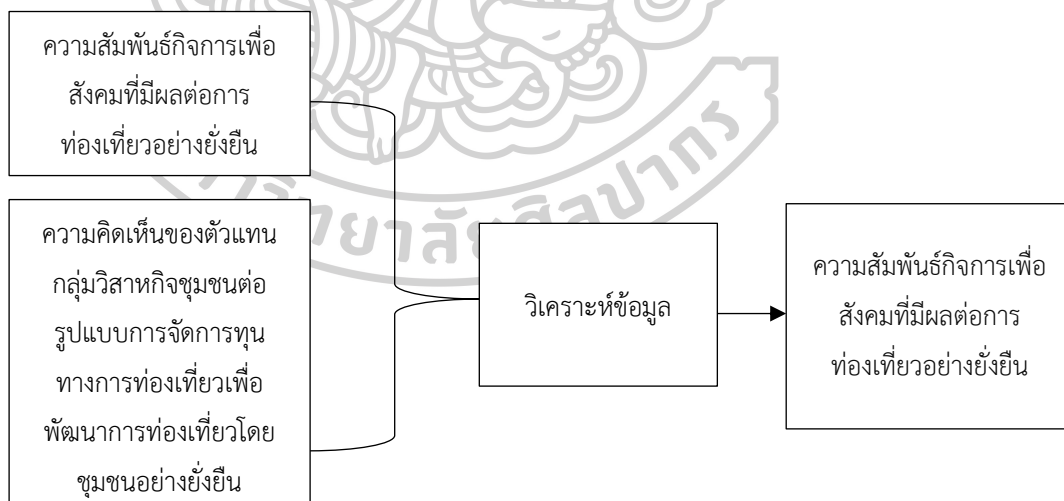 ความสัมพันธ์กิจการเพื่อ
สังคมที่มีผลต่อการ
ท่องเที่ยวอย่างยั่งยืน
ความคิดเห็นของตัวแทน
กลุ่มวิสาหกิจชุมชนต่อ
รูปแบบการจัดการทุน
ทางการท่องเที่ยวเพื่อ
พัฒนาการท่องเที่ยวโดย
ชุมชนอย่างยั่งยืน
วิเคราะห์ข้อมูล
ความสัมพันธ์กิจการเพื่อ
สังคมที่มีผลต่อการ
ท่องเที่ยวอย่างยั่งยืน